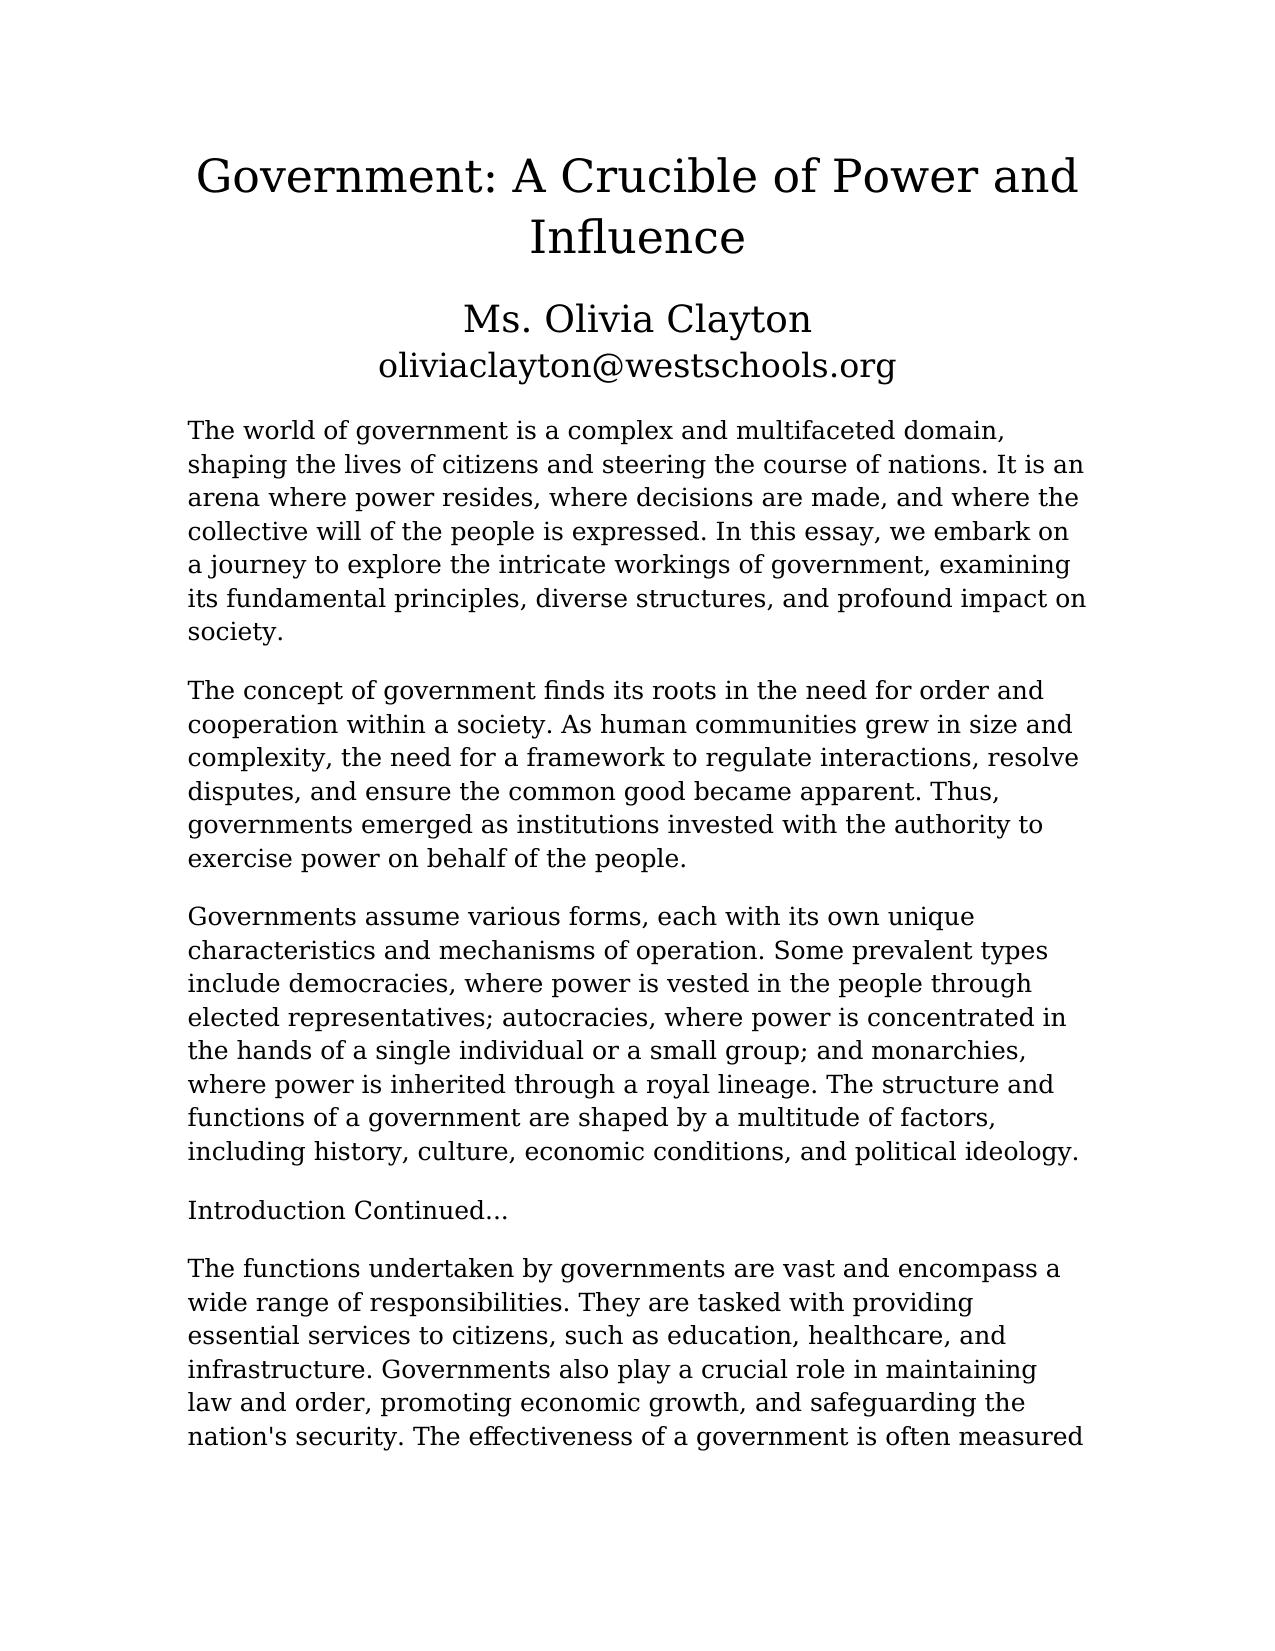 Government: A Crucible of Power and
Influence
Ms. Olivia Clayton
oliviaclayton@westschools.org
The world of government is a complex and multifaceted domain,
shaping the lives of citizens and steering the course of nations. It is an
arena where power resides, where decisions are made, and where the
collective will of the people is expressed. In this essay, we embark on
a journey to explore the intricate workings of government, examining
its fundamental principles, diverse structures, and profound impact on
society.
The concept of government finds its roots in the need for order and
cooperation within a society. As human communities grew in size and
complexity, the need for a framework to regulate interactions, resolve
disputes, and ensure the common good became apparent. Thus,
governments emerged as institutions invested with the authority to
exercise power on behalf of the people.
Governments assume various forms, each with its own unique
characteristics and mechanisms of operation. Some prevalent types
include democracies, where power is vested in the people through
elected representatives; autocracies, where power is concentrated in
the hands of a single individual or a small group; and monarchies,
where power is inherited through a royal lineage. The structure and
functions of a government are shaped by a multitude of factors,
including history, culture, economic conditions, and political ideology.
Introduction Continued...
The functions undertaken by governments are vast and encompass a
wide range of responsibilities. They are tasked with providing
essential services to citizens, such as education, healthcare, and
infrastructure. Governments also play a crucial role in maintaining
law and order, promoting economic growth, and safeguarding the
nation's security. The effectiveness of a government is often measured